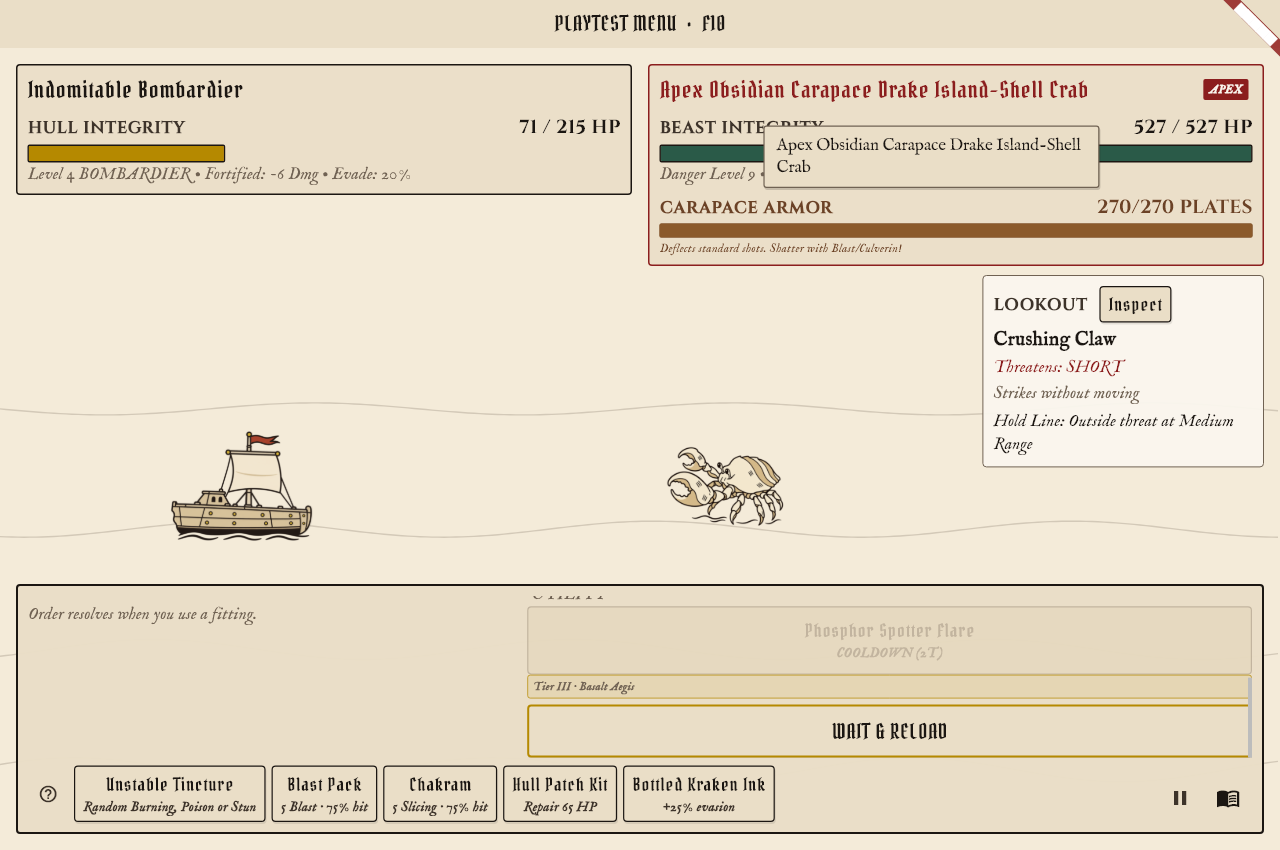 PLAYTEST MENU · F10
Indomitable Bombardier
HULL INTEGRITY
71 / 215 HP
Level 4 BOMBARDIER • Fortified: -6 Dmg • Evade: 20%
Apex Obsidian Carapace Drake Island-Shell Crab
APEX
BEAST INTEGRITY
527 / 527 HP
Apex Obsidian Carapace Drake Island-Shell
Crab
Danger Level 9 •
CARAPACE ARMOR
270/270 PLATES
Deflects standard shots. Shatter with Blast/Culverin!
LOOKOUT
Inspect
Crushing Claw
Threatens: SHORT
Strikes without moving
Hold Line: Outside threat at Medium
Range
Order resolves when you use a fitting.
UTILITY
Phosphor Spotter Flare
COOLDOWN (2T)
Tier III · Basalt Aegis
WAIT & RELOAD
Unstable Tincture
Random Burning, Poison or Stun
Blast Pack
5 Blast · 75% hit
Chakram
5 Slicing · 75% hit
Hull Patch Kit
Repair 65 HP
Bottled Kraken Ink
+25% evasion